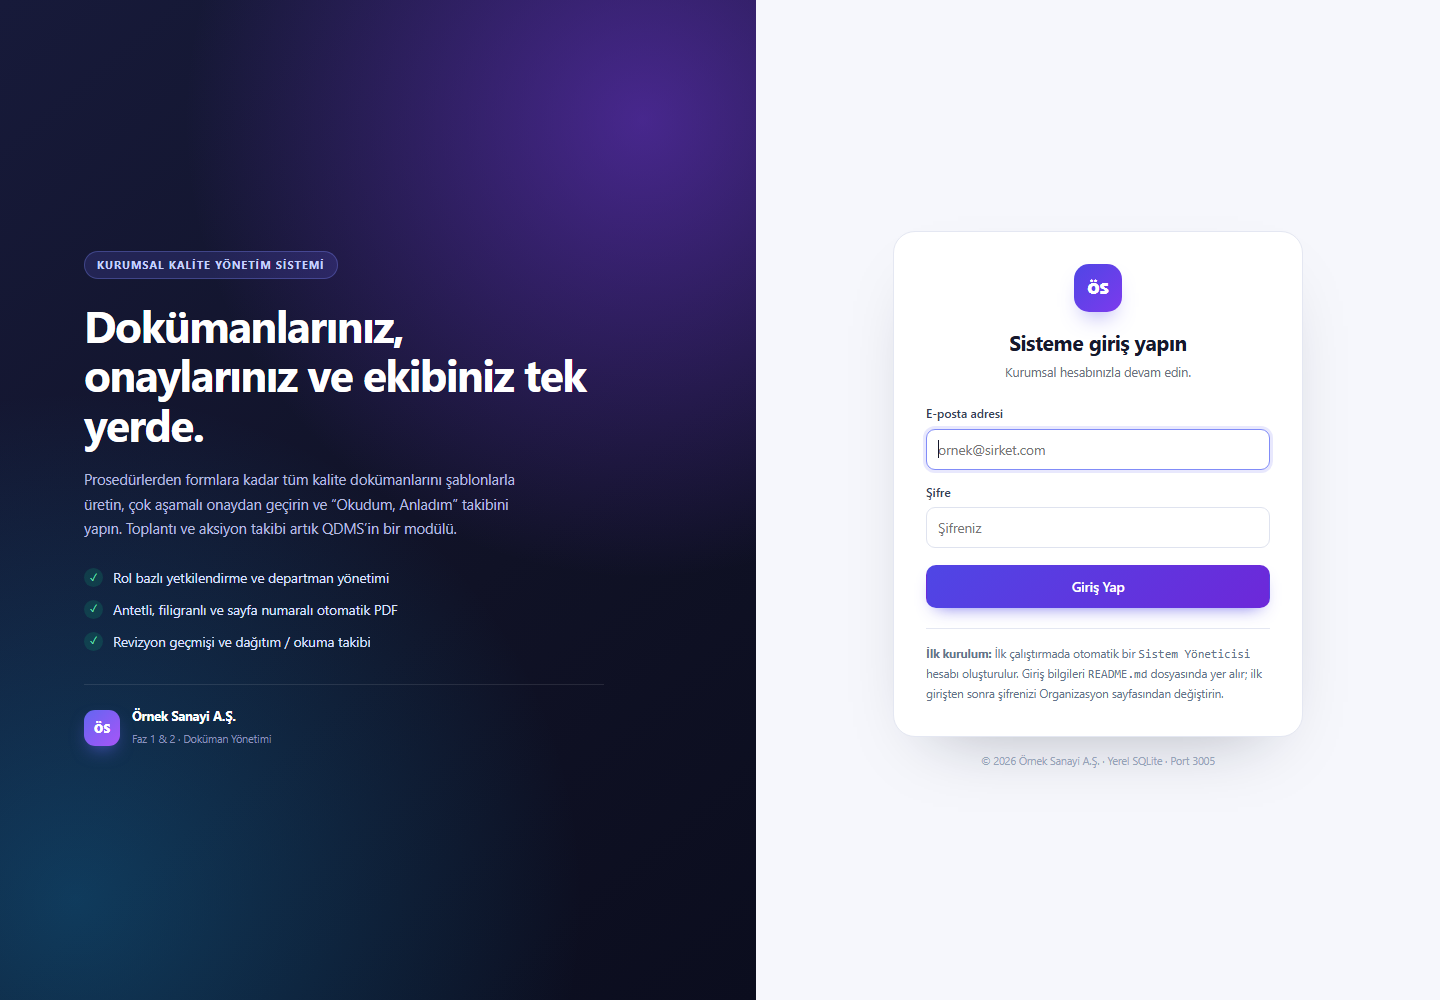 KURUMSAL KALİTE YÖNETİM SİSTEMİ
Dokümanlarınız,
onaylarınız ve ekibiniz tek
yerde.
Prosedürlerden formlara kadar tüm kalite dokümanlarını şablonlarla
üretin, çok aşamalı onaydan geçirin ve “Okudum, Anladım” takibini
yapın. Toplantı ve aksiyon takibi artık QDMS’in bir modülü.
✓ Rol bazlı yetkilendirme ve departman yönetimi
✓ Antetli, filigranlı ve sayfa numaralı otomatik PDF
✓ Revizyon geçmişi ve dağıtım / okuma takibi
ÖS
Örnek Sanayi A.Ş.
Faz 1 & 2 · Doküman Yönetimi
ÖS
Sisteme giriş yapın
Kurumsal hesabınızla devam edin.
E-posta adresi
ornek@sirket.com
Şifre
Şifreniz
Giriş Yap
İlk kurulum: İlk çalıştırmada otomatik bir Sistem Yöneticisi
hesabı oluşturulur. Giriş bilgileri README.md dosyasında yer alır; ilk
girişten sonra şifrenizi Organizasyon sayfasından değiştirin.
© 2026 Örnek Sanayi A.Ş. · Yerel SQLite · Port 3005